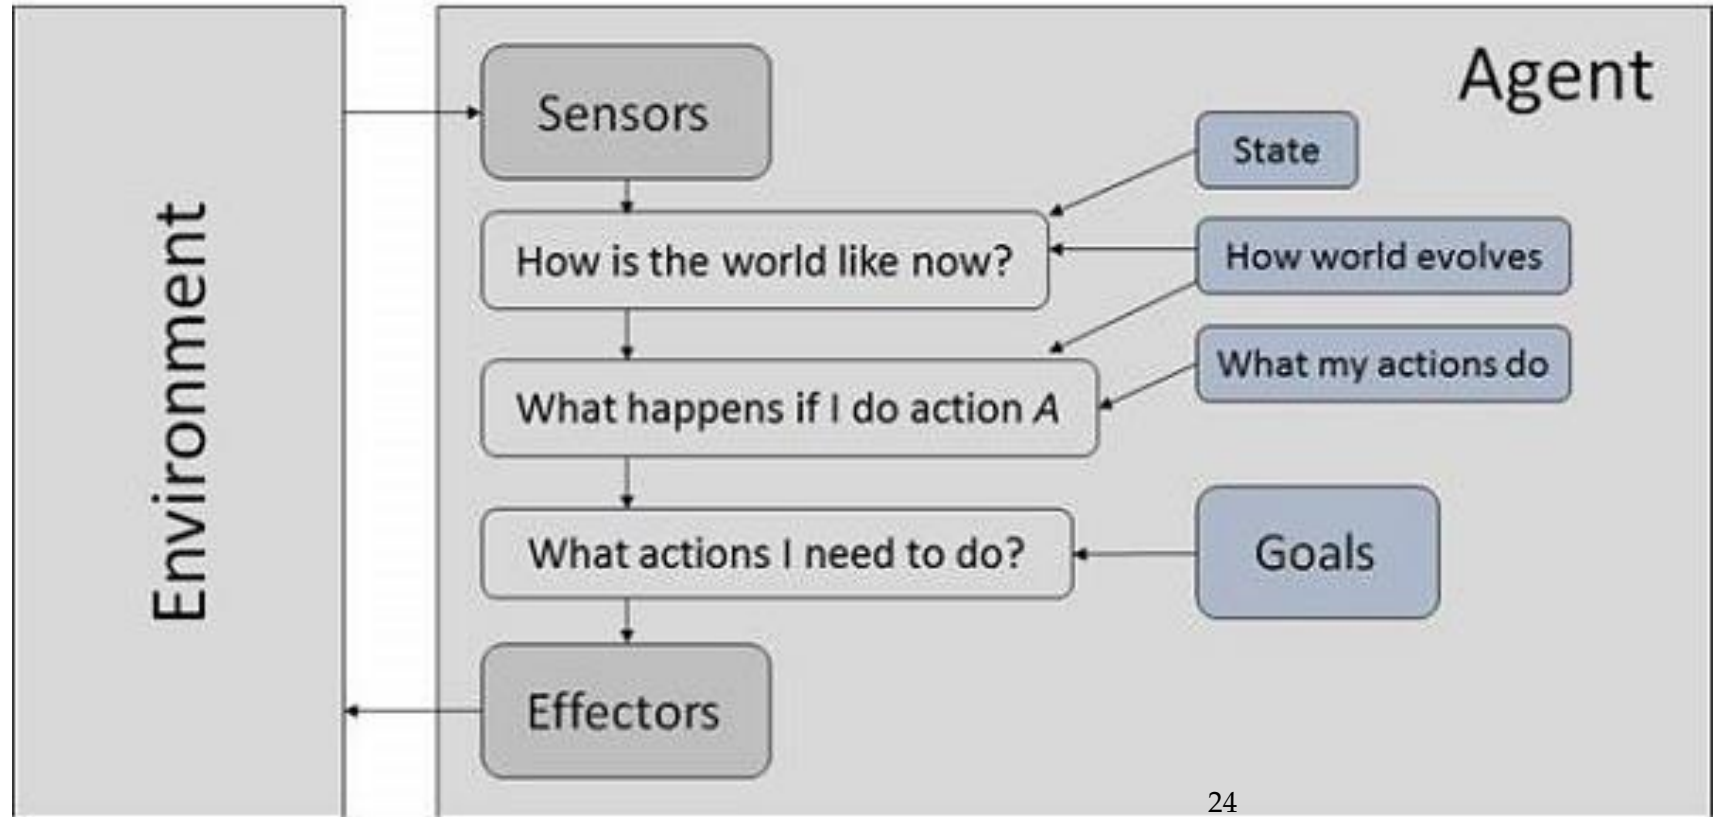 Environment
Agent
Sensors
State
How is the world like now?
How world evolves
What my actions do
What happens if I do action A
What actions I need to do?
Goals
Effectors
24